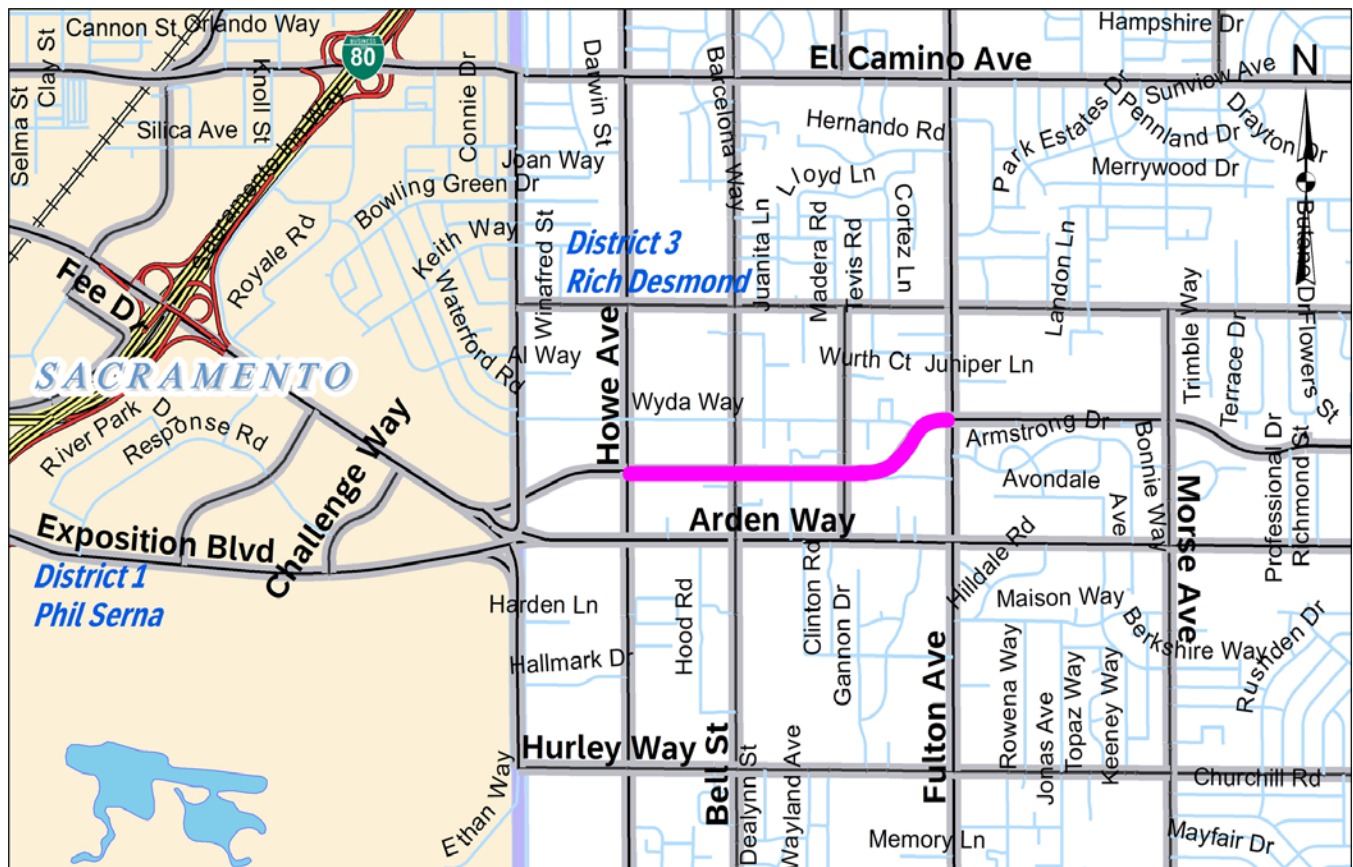 Cannon St
Orlando Way
Hampshire Dr
BUSINESS
80
El Camino Ave
N
Clay St
Selma St
Knoll St
Connie Dr
Darwin St
Barcelona Way
Sunview Ave
Silica Ave
Hernando Rd
Park Estates Dr
Pennland Dr
Drayton Dr
Joan Way
Lloyd Ln
Merrywood Dr
Bowling Green Dr
Cortez Ln
Royale Rd
Keith Way
Winafred St
District 3
Rich Desmond
Juanita Ln
Madera Rd
Tevis Rd
Landon Ln
Fee Dr
Waterford Rd
Trimble Way
Terrace Dr
Flowers St
Al Way
Howe Ave
Wurth Ct
Juniper Ln
SACRAMENTO
Wyda Way
River Park D
Response Rd
Challenge Way
Armstrong Dr
Bonnie Way
Professional Dr
Richmond St
Avondale
Ave
Morse Ave
Exposition Blvd
Arden Way
District 1
Phil Serna
Clinton Rd
Hilldale Rd
Harden Ln
Hood Rd
Gannon Dr
Maison Way
Berkshire Way
Rushden Dr
Hallmark Dr
Fulton Ave
Rowena Way
Topaz Way
Keeney Way
Jonas Ave
Hurley Way
Bell St
Dealynn St
Wayland Ave
Churchill Rd
Ethan Way
Memory Ln
Mayfair Dr